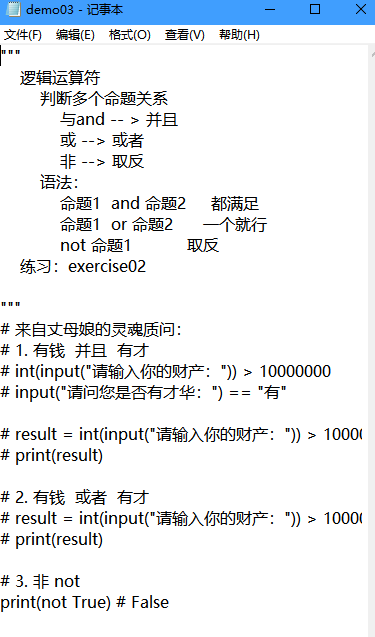 demo03 - 记事本
文件(F) 编辑(E) 格式(O) 查看(V) 帮助(H)
"""
逻辑运算符
判断多个命题关系
与and -- > 并且
或 --> 或者
非 --> 取反
语法：
命题1 and 命题2 都满足
命题1 or 命题2 一个就行
not 命题1 取反
练习：exercise02
"""
# 来自丈母娘的灵魂质问：
# 1. 有钱 并且 有才
# int(input("请输入你的财产：")) > 10000000
# input("请问您是否有才华：") == "有"
# result = int(input("请输入你的财产：")) > 1000
# print(result)
# 2. 有钱 或者 有才
# result = int(input("请输入你的财产：")) > 1000
# print(result)
# 3. 非 not
print(not True) # False